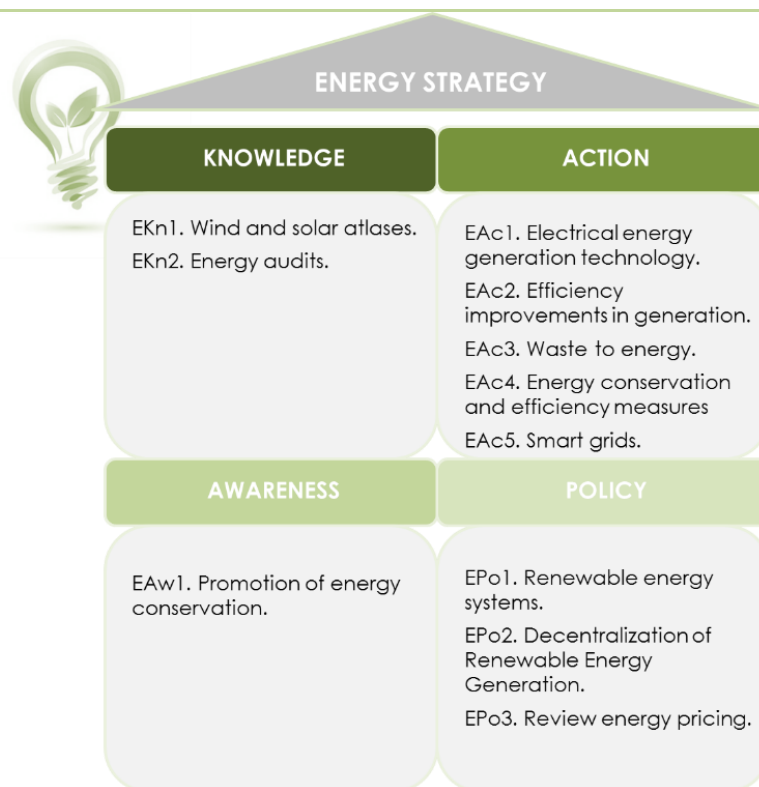 ENERGY STRATEGY
KNOWLEDGE
EKn1. Wind and solar atlases.
EKn2. Energy audits.
ACTION
EAc1. Electrical energy
generation technology.
EAc2. Efficiency
improvements in generation.
EAc3. Waste to energy.
EAc4. Energy conservation
and efficiency measures
EAc5. Smart grids.
AWARENESS
EAw1. Promotion of energy
conservation.
POLICY
EPo1. Renewable energy
systems.
EPo2. Decentralization of
Renewable Energy
Generation.
EPo3. Review energy pricing.